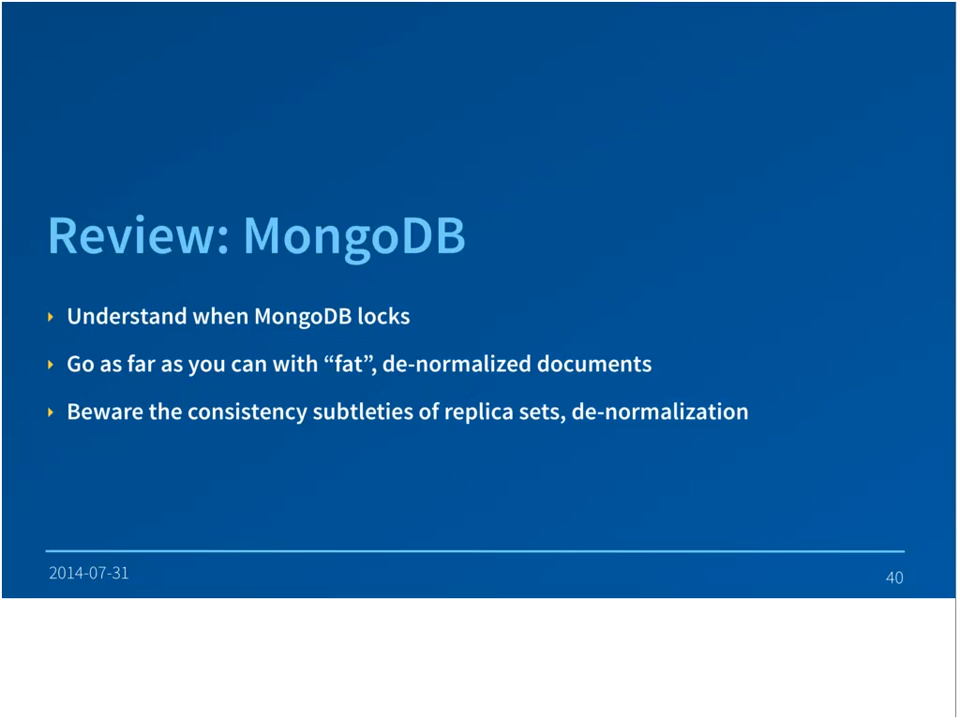 Review: MongoDB
Understand when MongoDB locks
Go as far as you can with “fat”, de-normalized documents
Beware the consistency subtleties of replica sets, de-normalization
2014-07-31
40